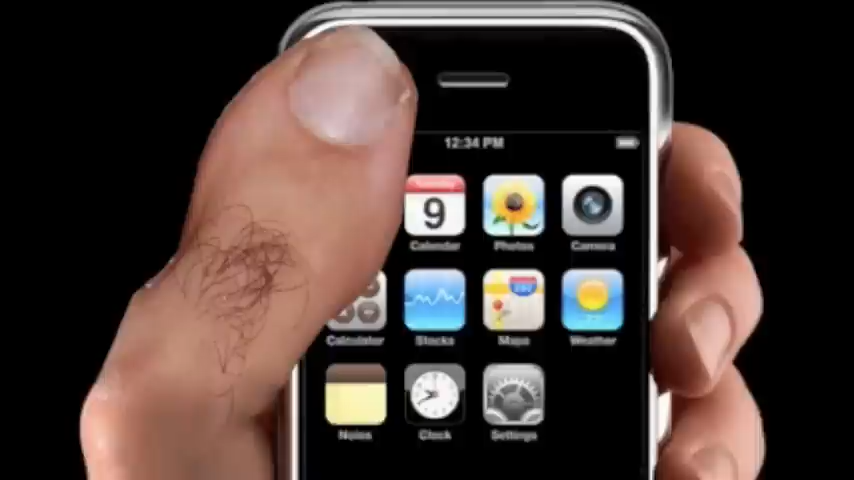 12:34 PM
9
Calendar Photos Camera
Calculator Stocks Maps Weather
Notes Clock Settings